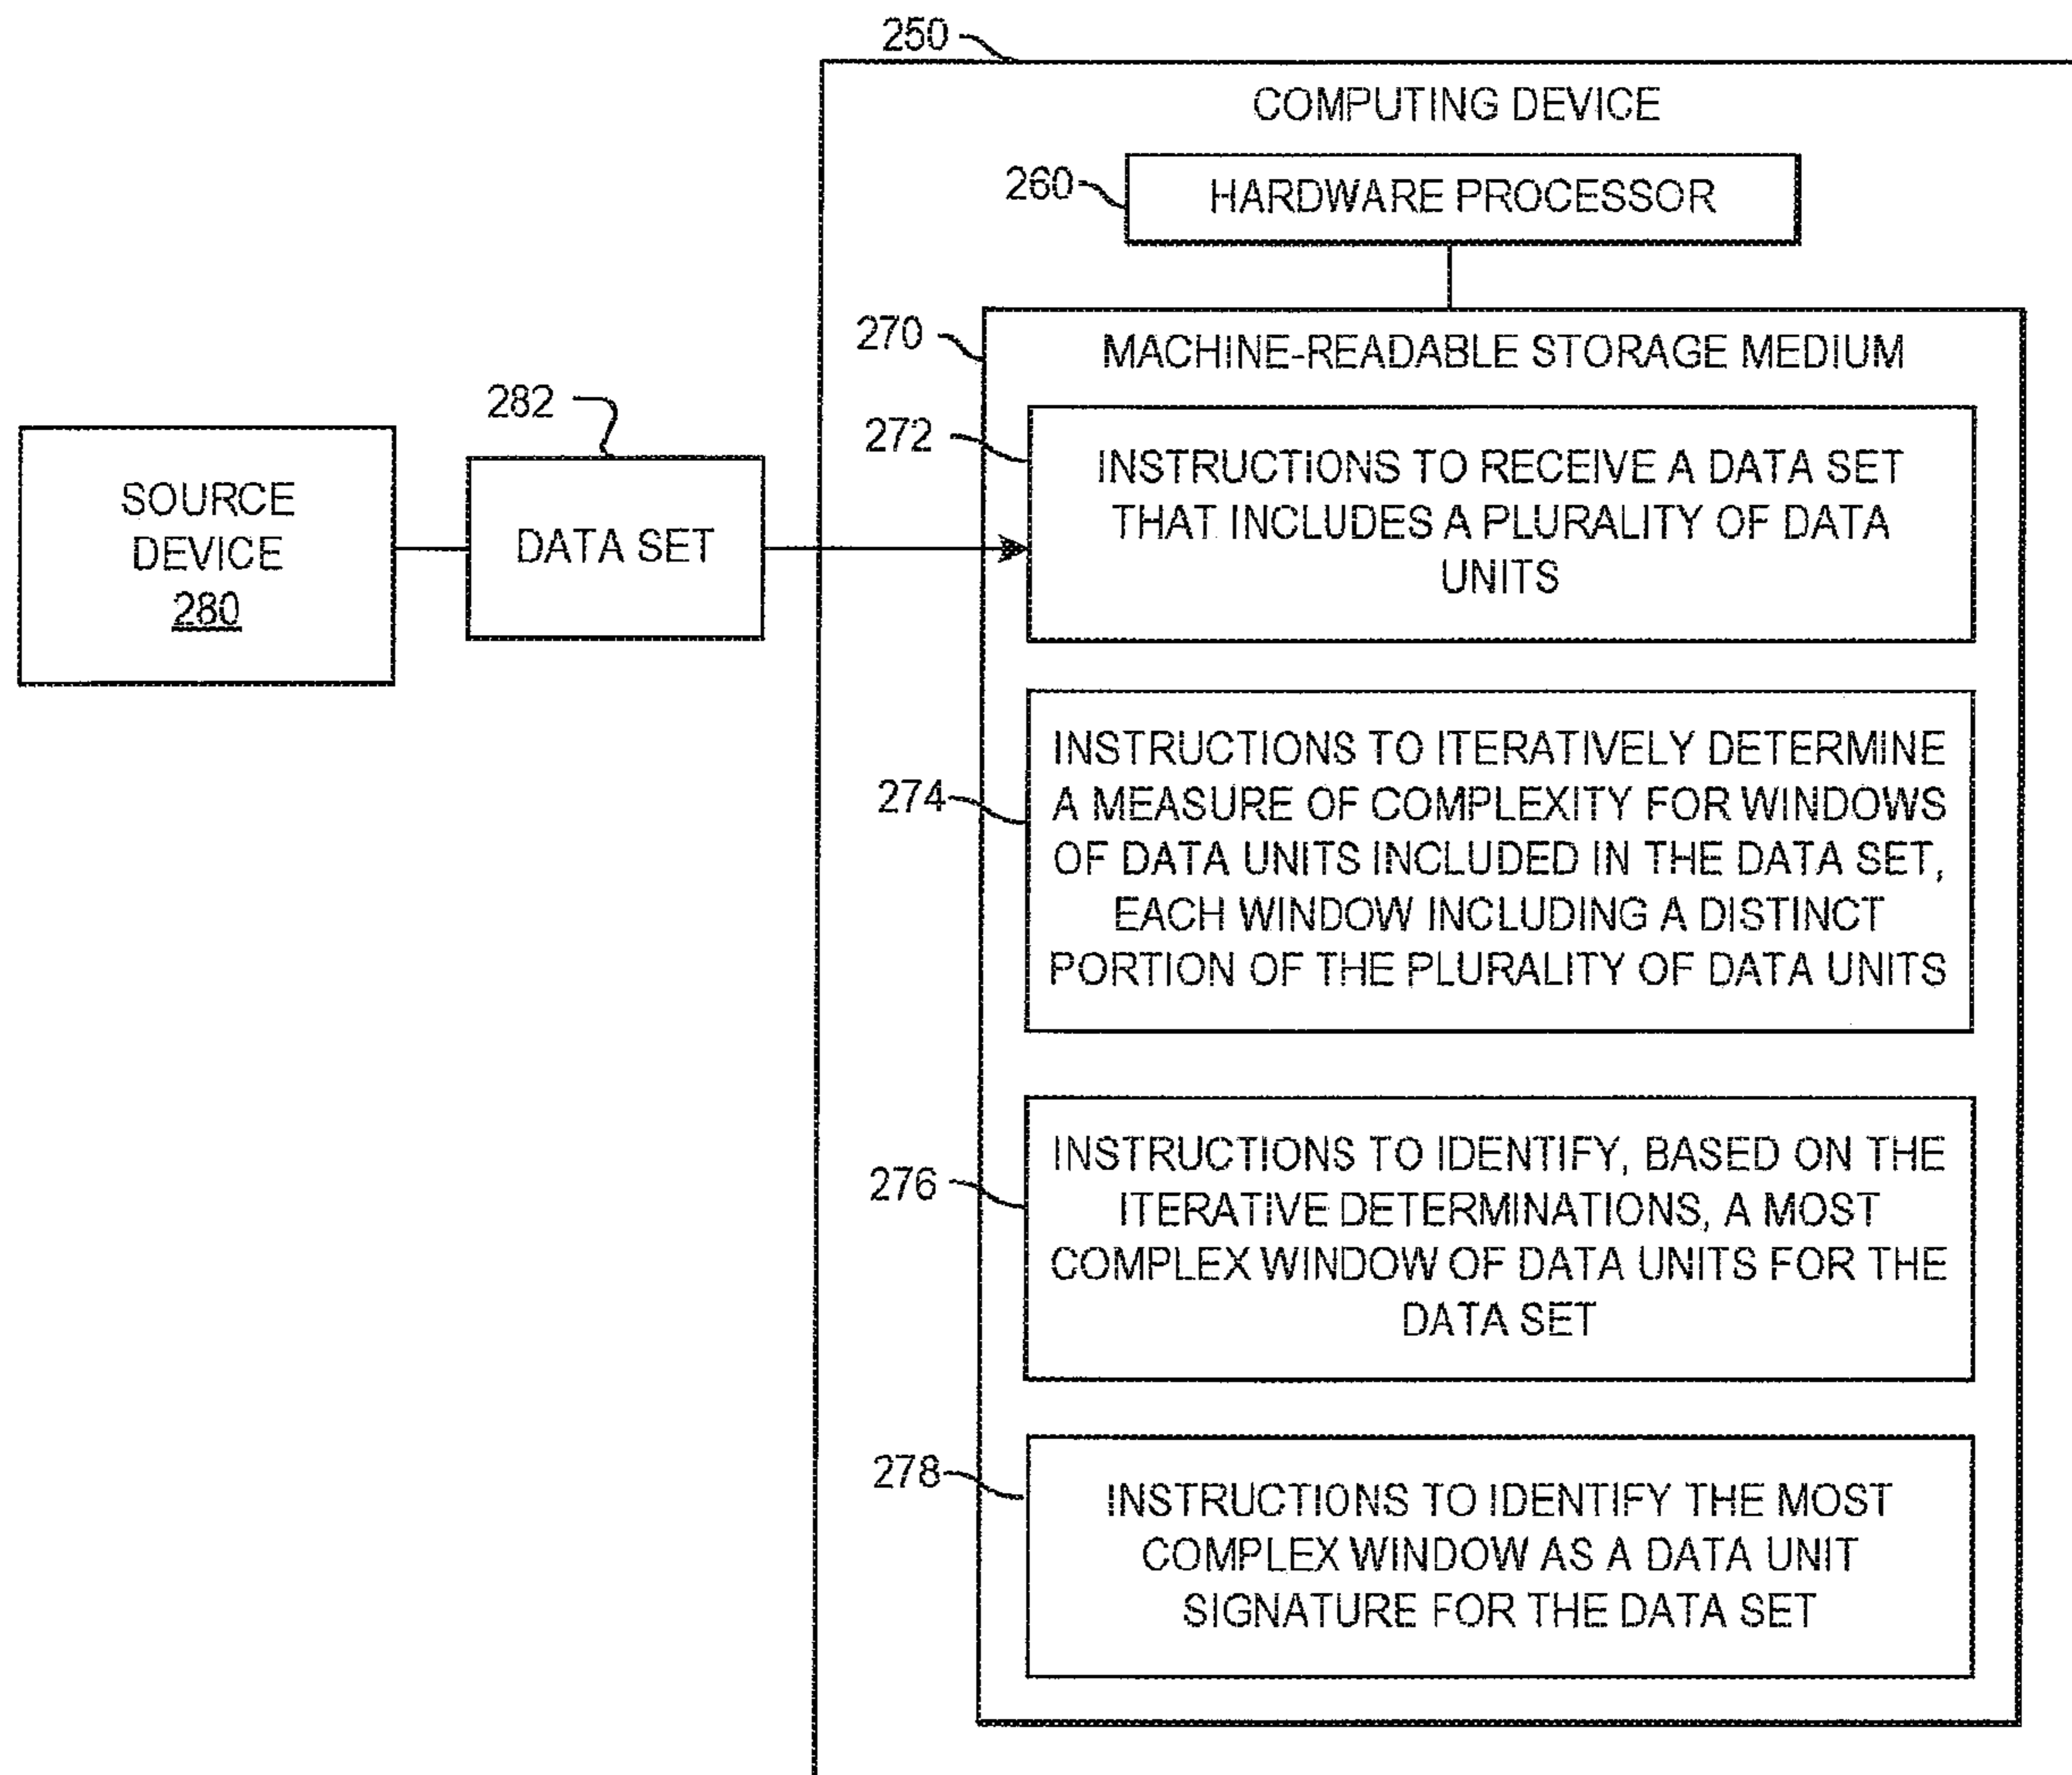 250
COMPUTING DEVICE
260
HARDWARE PROCESSOR
270
MACHINE-READABLE STORAGE MEDIUM
282
272
INSTRUCTIONS TO RECEIVE A DATA SET
THAT INCLUDES A PLURALITY OF DATA
UNITS
SOURCE
DEVICE
280
DATA SET
274
INSTRUCTIONS TO ITERATIVELY DETERMINE
A MEASURE OF COMPLEXITY FOR WINDOWS
OF DATA UNITS INCLUDED IN THE DATA SET,
EACH WINDOW INCLUDING A DISTINCT
PORTION OF THE PLURALITY OF DATA UNITS
276
INSTRUCTIONS TO IDENTIFY, BASED ON THE
ITERATIVE DETERMINATIONS, A MOST
COMPLEX WINDOW OF DATA UNITS FOR THE
DATA SET
278
INSTRUCTIONS TO IDENTIFY THE MOST
COMPLEX WINDOW AS A DATA UNIT
SIGNATURE FOR THE DATA SET